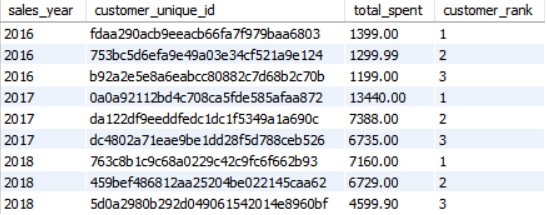 sales_year customer_unique_id total_spent customer_rank
2016 fdaa290acb9eeacb66fa7f979baa6803 1399.00 1
2016 753bc5d6efa9e49a03e34cf521a9e124 1299.99 2
2016 b92a2e5e8a6eabcc80882c7d68b2c70b 1199.00 3
2017 0a0a92112bd4c708ca5fde585afaa872 13440.00 1
2017 da122df9eeddfedc1dc1f5349a1a690c 7388.00 2
2017 dc4802a71eae9be1dd28f5d788ceb526 6735.00 3
2018 763c8b1c9c68a0229c42c9fc6f662b93 7160.00 1
2018 459bef486812aa25204be022145caa62 6729.00 2
2018 5d0a2980b292d049061542014e8960bf 4599.90 3